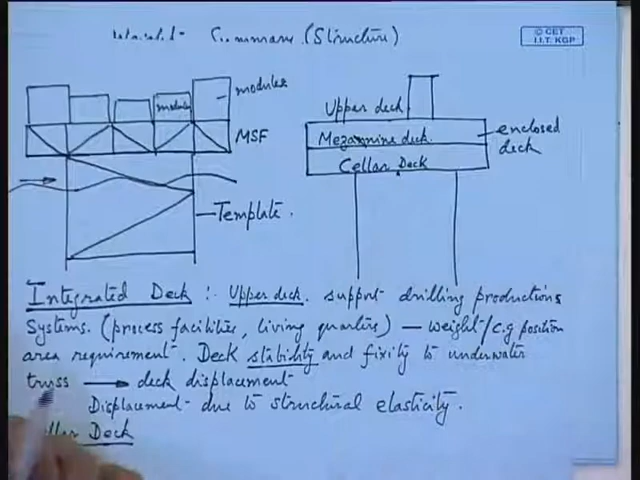 Summary (Structure)
© CET
I.I.T. KGP
modules
modules
MSF
Template.
Upper deck
Mezannine deck.
Cellar Deck
enclosed
deck
Integrated Deck : Upper deck. support drilling productions
Systems. (process facilities, living quarters) — weight/c.g position
area requirement. Deck stability and fixity to underwater
truss → deck displacement
Displacement due to structural elasticity.
Deck